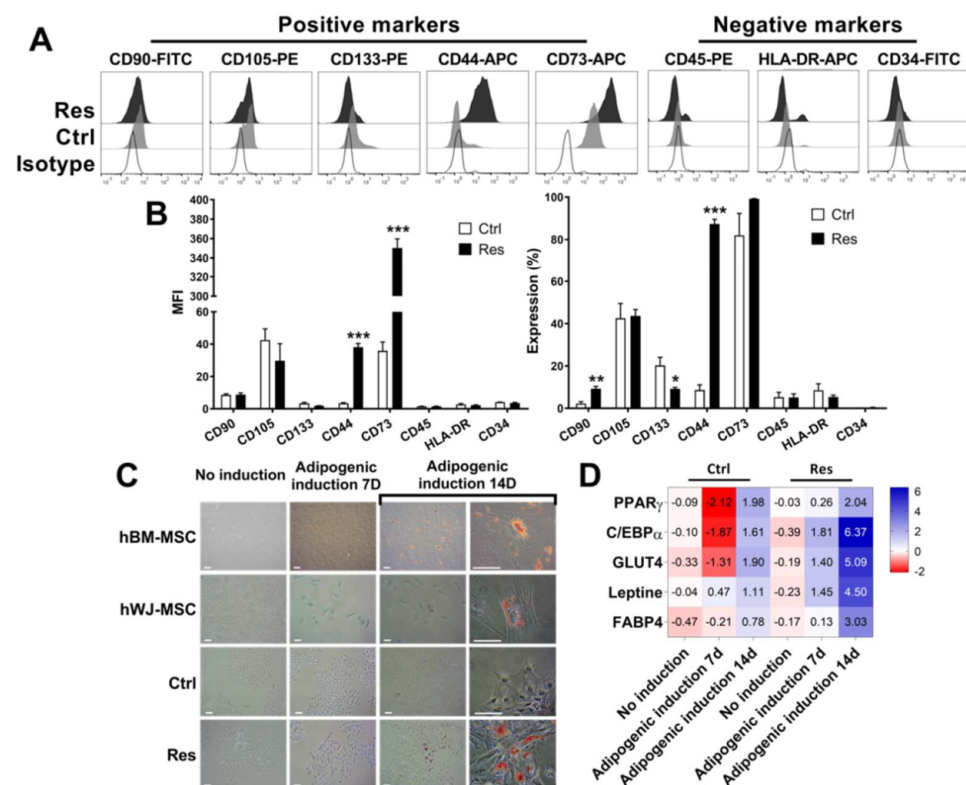 A
Positive markers
Negative markers
CD90-FITC CD105-PE CD133-PE CD44-APC CD73-APC CD45-PE HLA-DR-APC CD34-FITC
Res
Ctrl
Isotype
B
MFI
400
380
360
340
320
300
60
40
20
0
Ctrl
Res
***
***
CD90 CD105 CD133 CD44 CD73 CD45 HLA-DR CD34
Expression (%)
100
80
60
40
20
0
Ctrl
Res
**
*
***
CD90 CD105 CD133 CD44 CD73 CD45 HLA-DR CD34
C
No induction
Adipogenic
induction 7D
Adipogenic
induction 14D
hBM-MSC
hWJ-MSC
Ctrl
Res
D
Ctrl Res
PPARγ -0.09 -2.12 1.98 -0.03 0.26 2.04
C/EBPα -0.10 -1.87 1.61 -0.39 1.81 6.37
GLUT4 -0.33 -1.31 1.90 -0.19 1.40 5.09
Leptine -0.04 0.47 1.11 -0.23 1.45 4.50
FABP4 -0.47 -0.21 0.78 -0.17 0.13 3.03
6
4
2
0
-2
No induction
Adipogenic induction 7d
Adipogenic induction 14d
No induction
Adipogenic induction 7d
Adipogenic induction 14d